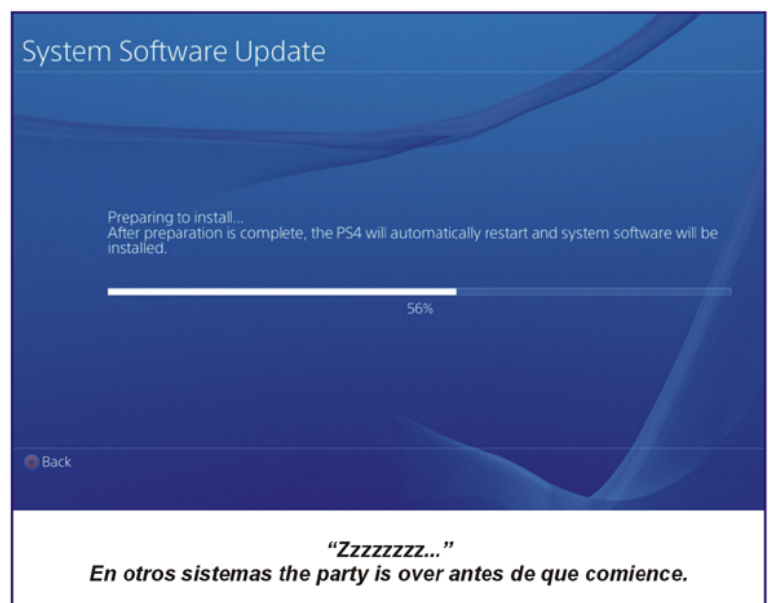 System Software Update
Preparing to install...
After preparation is complete, the PS4 will automatically restart and system software will be
installed.
56%
Back
“Zzzzzzzz...”
En otros sistemas the party is over antes de que comience.